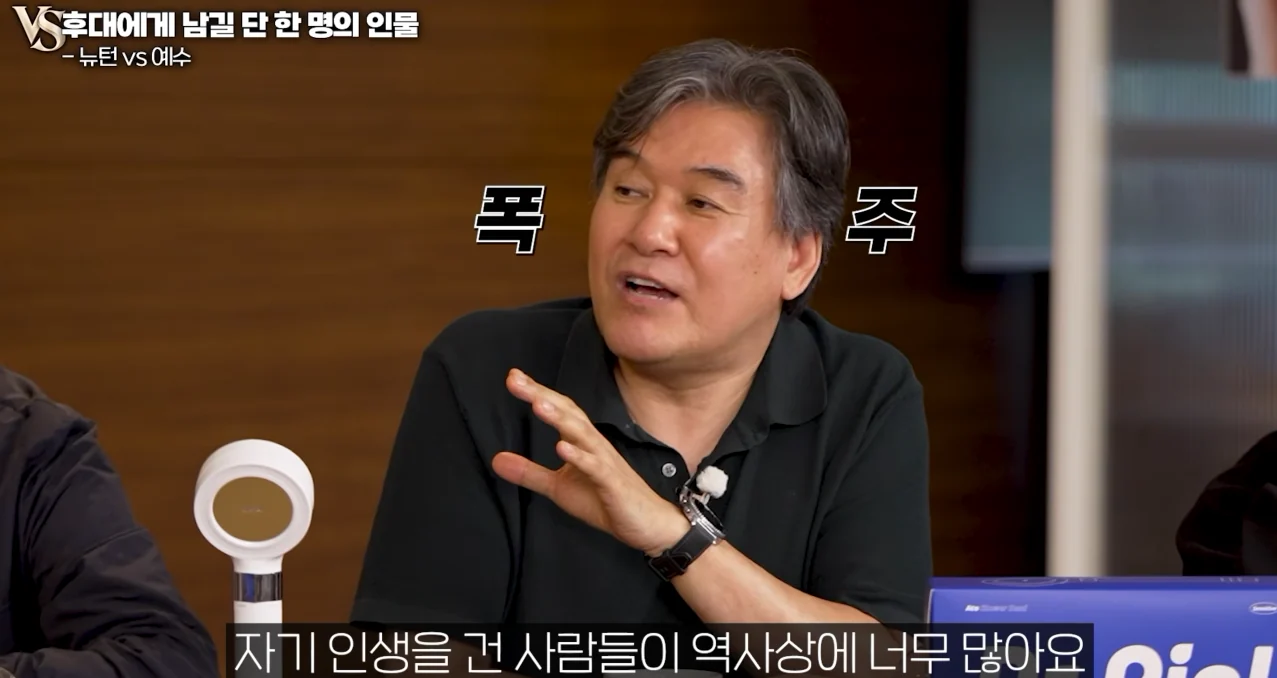 VS 후대에게 남길 단 한 명의 인물
- 뉴턴 vs 예수
폭 주
자기 인생을 건 사람들이 역사상에 너무 많아요